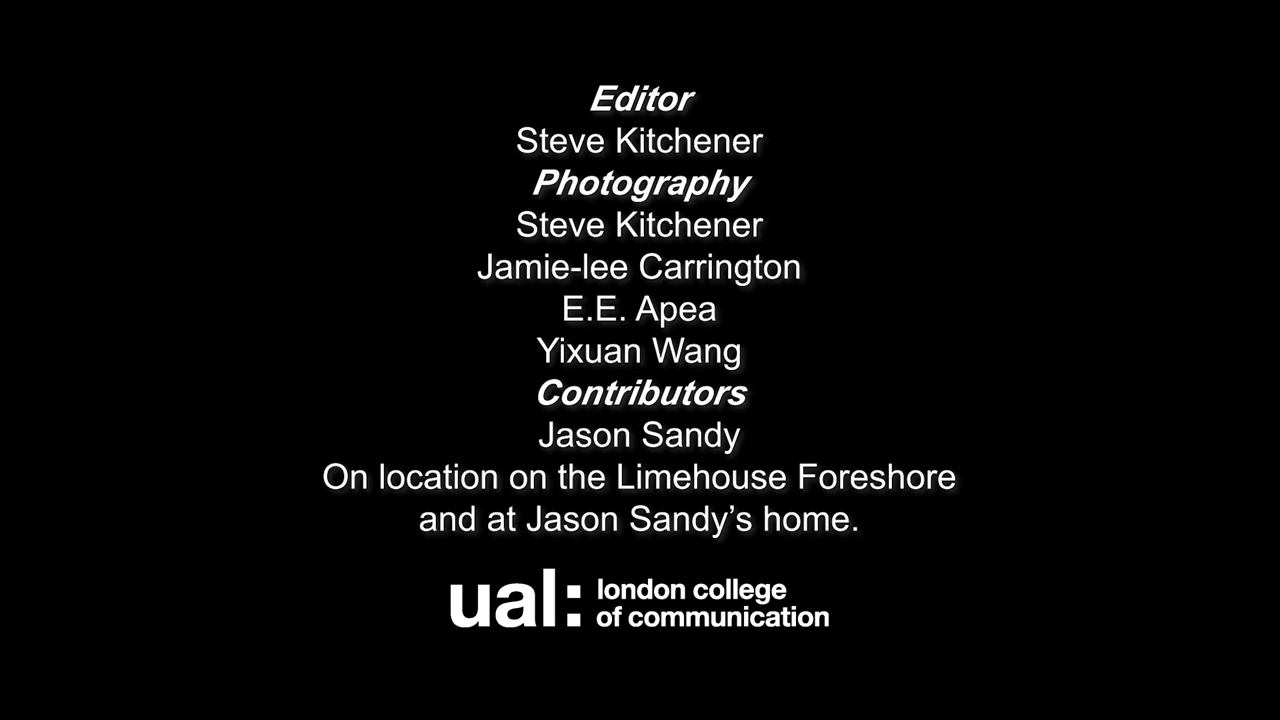 Editor
Steve Kitchener
Photography
Steve Kitchener
Jamie-lee Carrington
E.E. Apea
Yixuan Wang
Contributors
Jason Sandy
On location on the Limehouse Foreshore
and at Jason Sandy’s home.
ual: london college
of communication